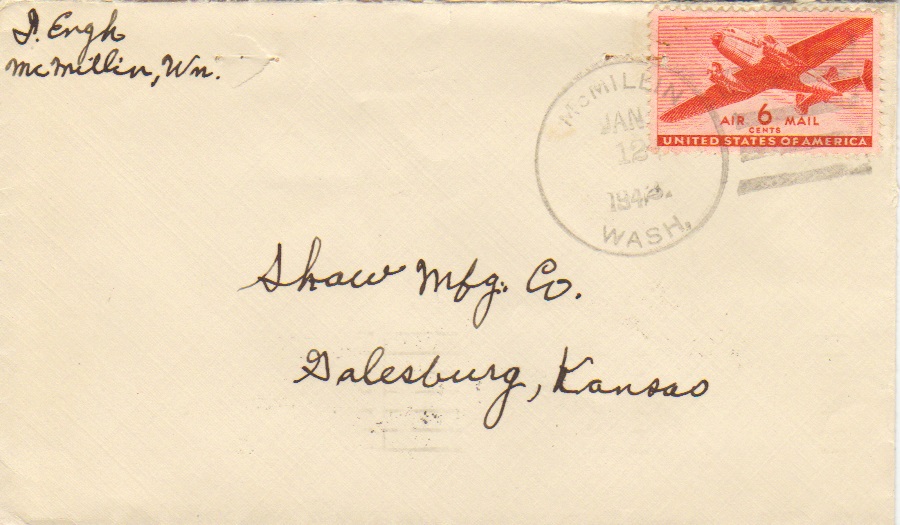 I. Engh
McMillin, Wn.
McMILLIN
JAN
12
WASH.
AIR 6 MAIL
CENTS
UNITED STATES OF AMERICA
Shaw Mfg. Co.
Galesburg, Kansas